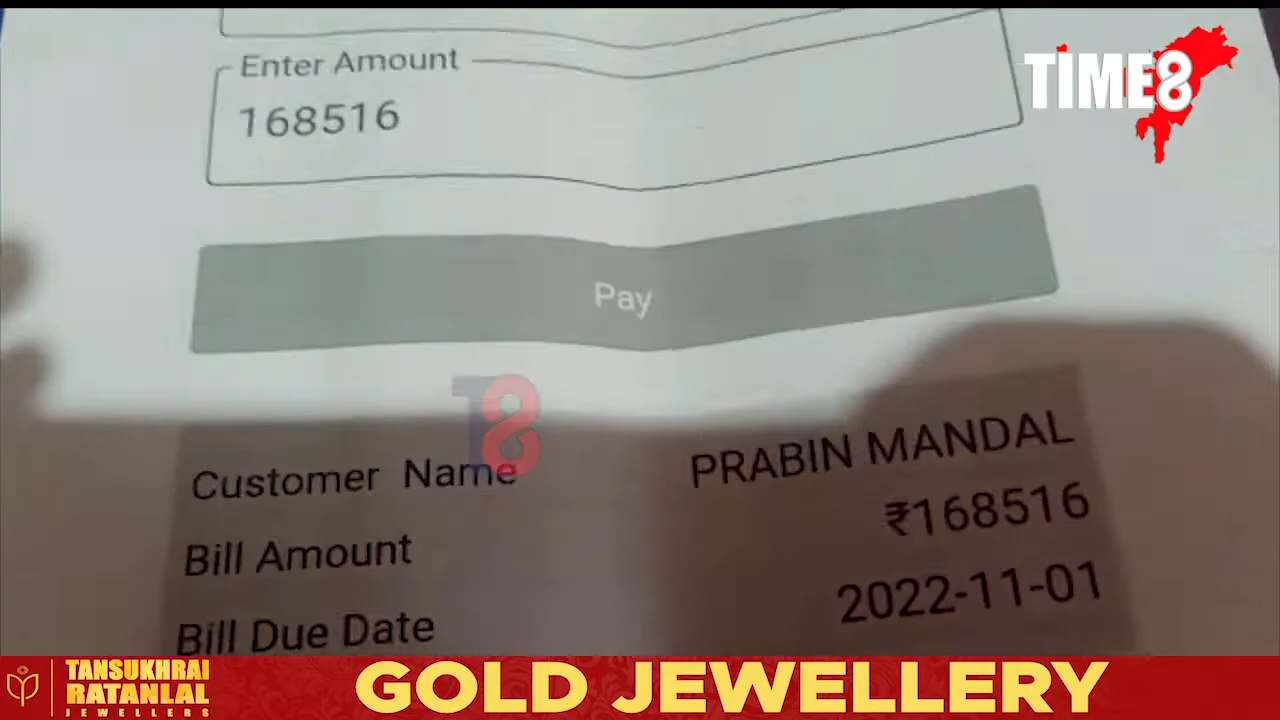 Enter Amount
168516
TIME8
Pay
T8
Customer Name PRABIN MANDAL
Bill Amount ₹168516
Bill Due Date 2022-11-01
TANSUKHRAI
RATANLAL
JEWELLERS
GOLD JEWELLERY